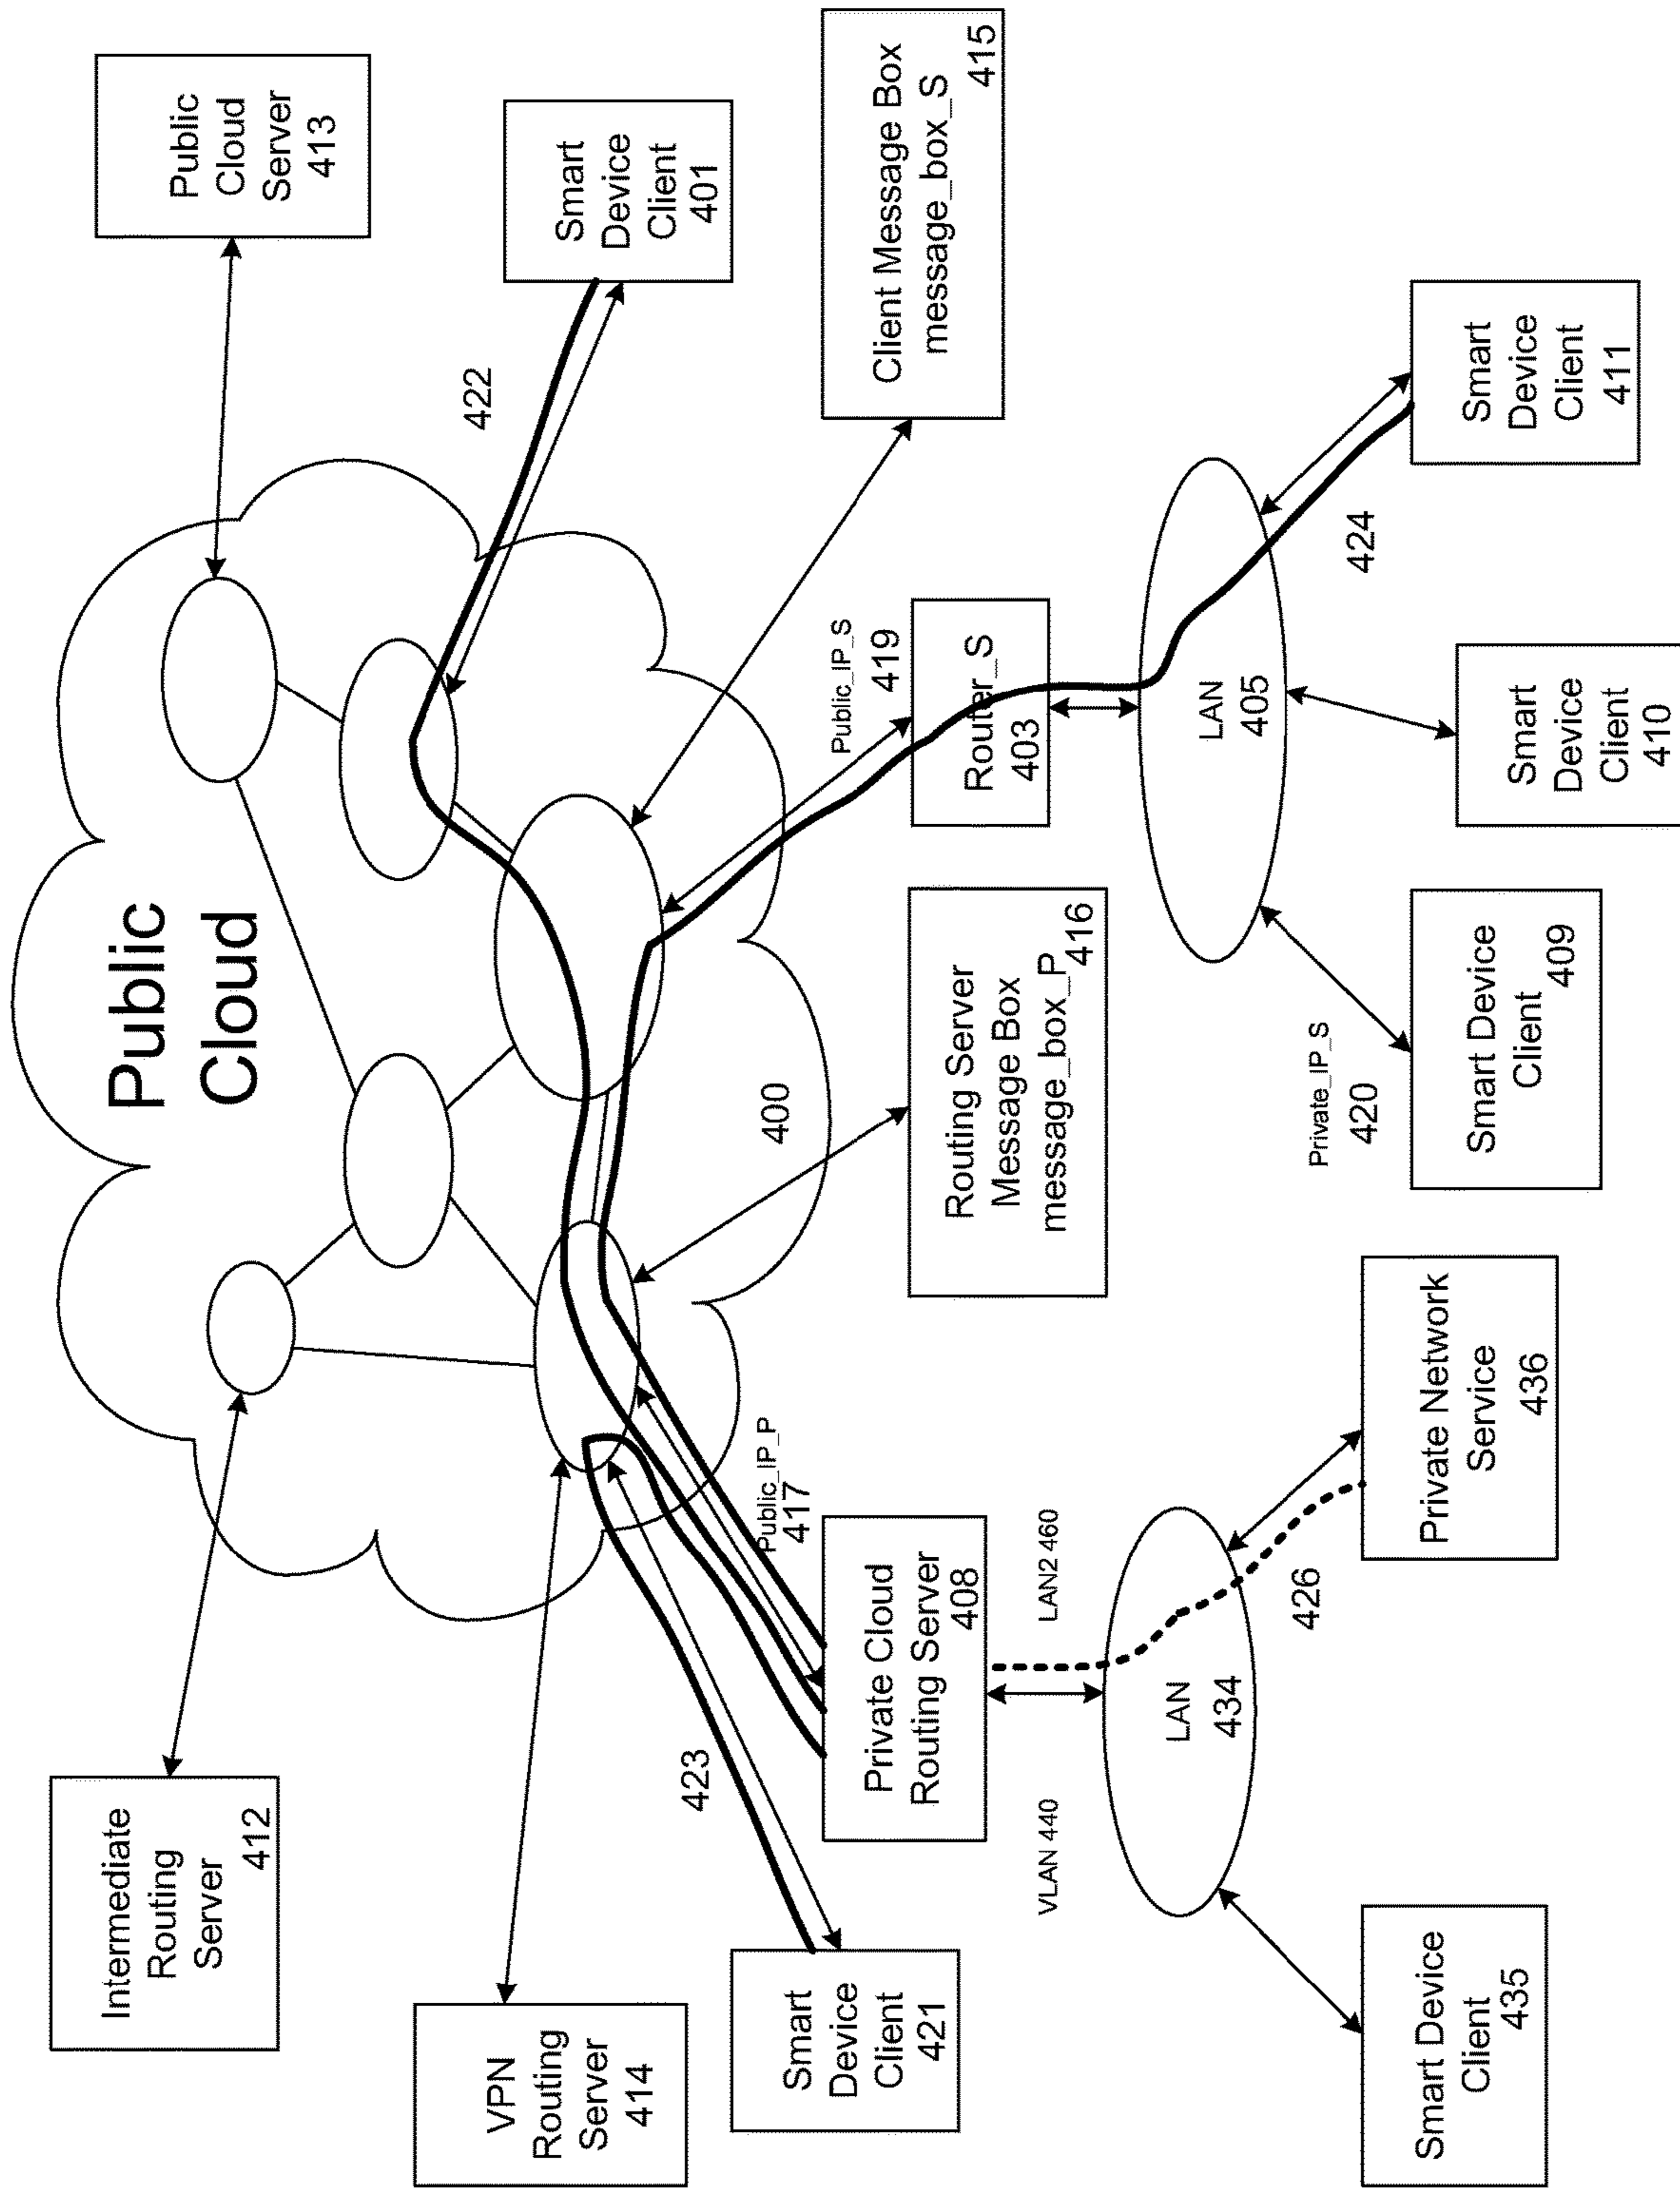 Public
Cloud
Intermediate
Routing
Server
412
Public
Cloud
Server
413
VPN
Routing
Server
414
Smart
Device
Client
401
422
423
Smart
Device
Client
421
Public_IP_P
417
400
Public_IP_S
419
Client Message Box
message_box_S
415
Private Cloud
Routing Server
408
Routing Server
Message Box
message_box_P
416
Router_S
403
VLAN 440
LAN2 460
LAN
434
LAN
405
426
Private_IP_S
420
424
Smart Device
Client
435
Private Network
Service
436
Smart Device
Client
409
Smart
Device
Client
410
Smart
Device
Client
411